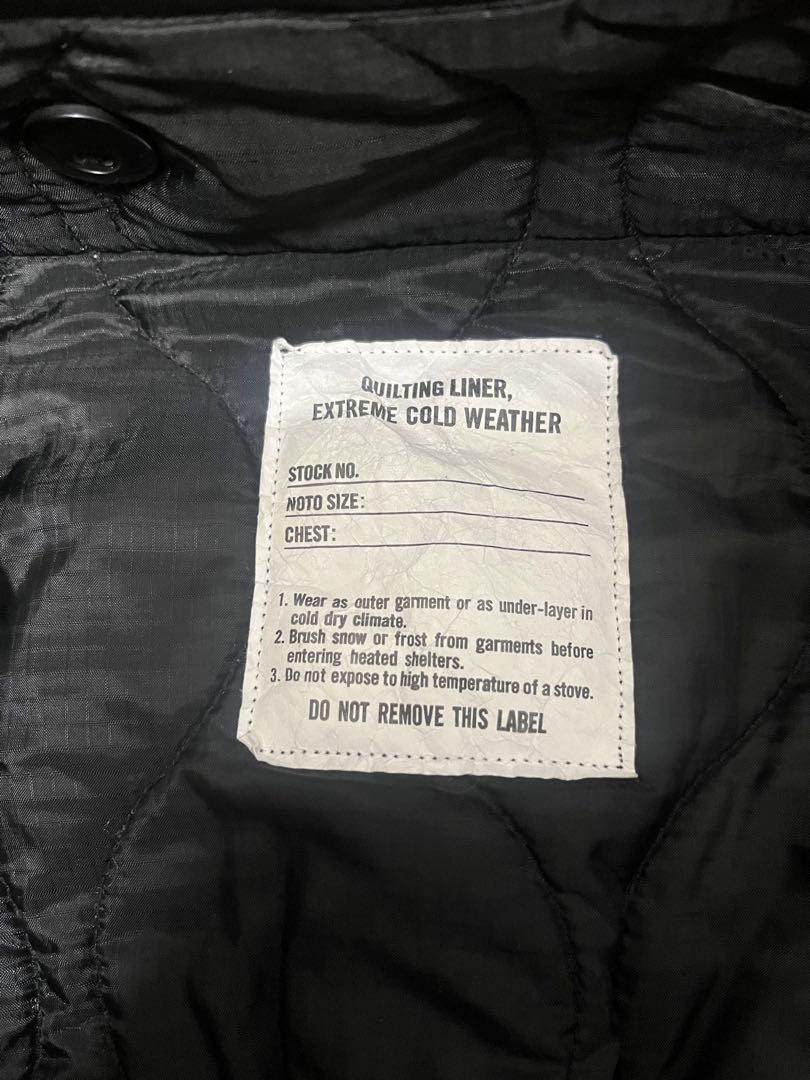 QUILTING LINER,
EXTREME COLD WEATHER
STOCK NO.
NOTO SIZE:
CHEST:
1. Wear as outer garment or as under-layer in
cold dry climate.
2. Brush snow or frost from garments before
entering heated shelters.
3. Do not expose to high temperature of a stove.
DO NOT REMOVE THIS LABEL